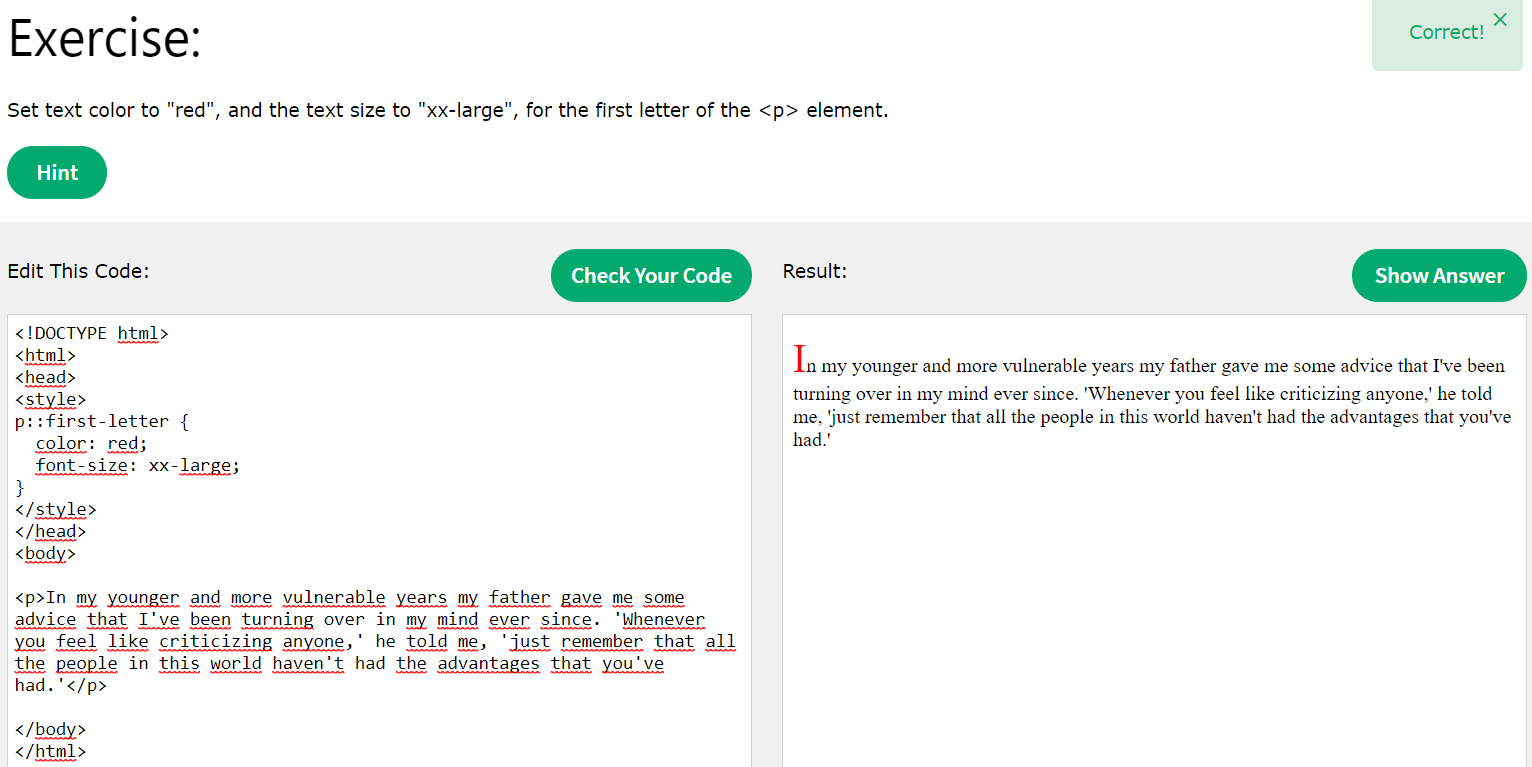 Exercise:
Correct! ×
Set text color to "red", and the text size to "xx-large", for the first letter of the <p> element.
Hint
Edit This Code:
Check Your Code
<!DOCTYPE html>
<html>
<head>
<style>
p::first-letter {
  color: red;
  font-size: xx-large;
}
</style>
</head>
<body>
<p>In my younger and more vulnerable years my father gave me some
advice that I've been turning over in my mind ever since. 'Whenever
you feel like criticizing anyone,' he told me, 'just remember that all
the people in this world haven't had the advantages that you've
had.'</p>
</body>
</html>
Result:
Show Answer
In my younger and more vulnerable years my father gave me some advice that I've been
turning over in my mind ever since. 'Whenever you feel like criticizing anyone,' he told
me, 'just remember that all the people in this world haven't had the advantages that you've
had.'